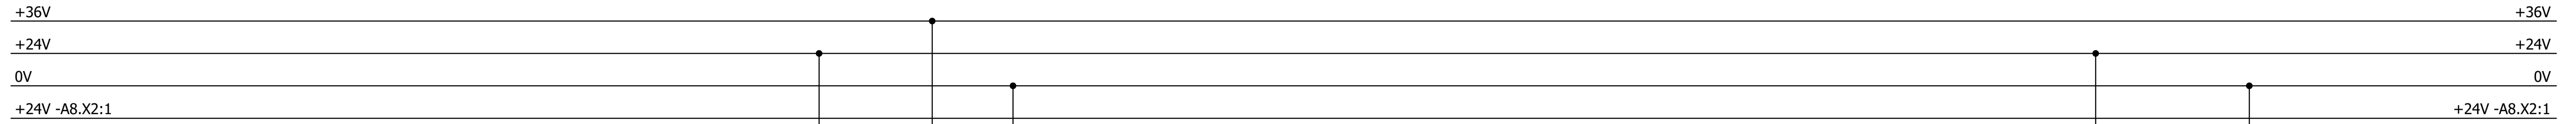 +36V +36V
+24V +24V
0V 0V
+24V -A8.X2:1 +24V -A8.X2:1